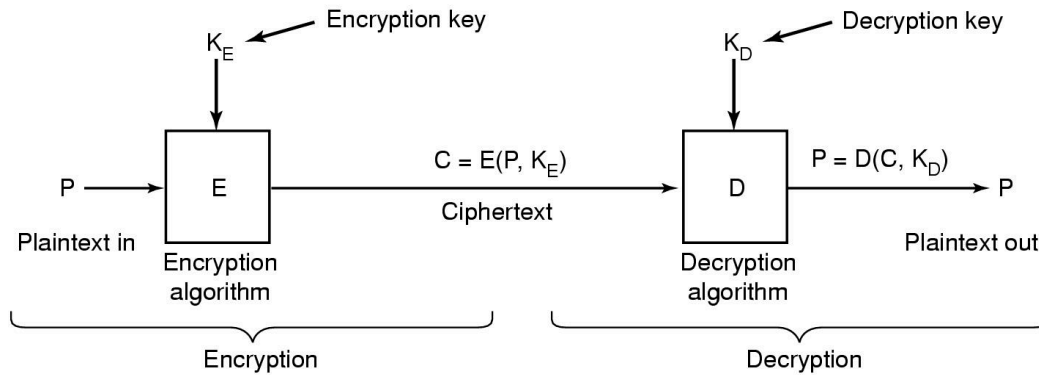 Encryption key
Decryption key
K_E
K_D
C = E(P, K_E)
P = D(C, K_D)
P
E
D
P
Ciphertext
Plaintext in
Plaintext out
Encryption
algorithm
Decryption
algorithm
Encryption
Decryption